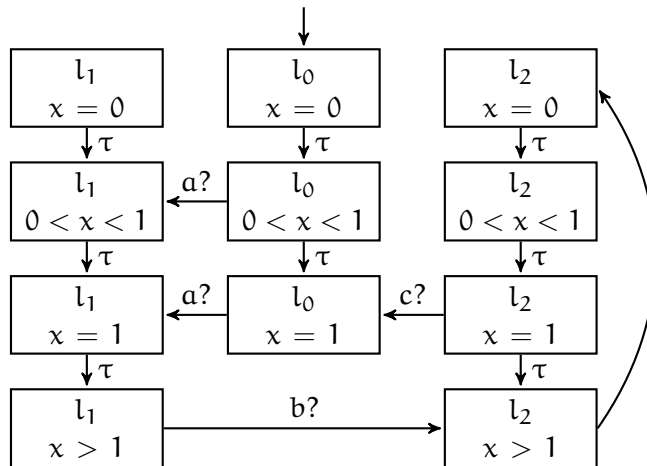 l₁ l₀ l₂
x = 0 x = 0 x = 0
τ τ τ
l₁ a? l₀ l₂
0 < x < 1 0 < x < 1 0 < x < 1
τ τ τ
l₁ a? l₀ c? l₂
x = 1 x = 1 x = 1
τ τ
l₁ b? l₂
x > 1 x > 1